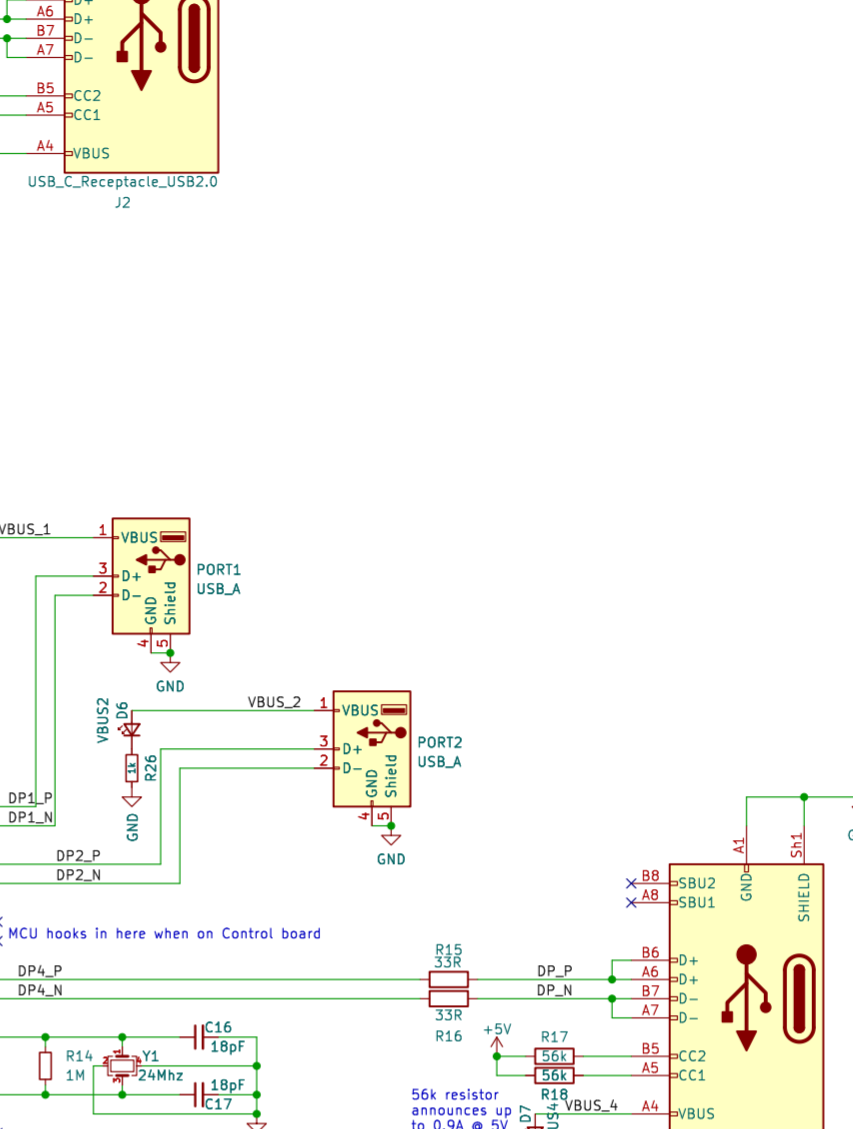 D+
A6 D+
B7 D-
A7 D-
B5 CC2
A5 CC1
A4 VBUS
USB_C_Receptacle_USB2.0
J2
VBUS_1 1 VBUS
3 D+
2 D-
GND
Shield
4
5
PORT1
USB_A
GND
VBUS2
D6
VBUS_2 1 VBUS
3 D+
2 D-
GND
Shield
4
5
PORT2
USB_A
GND
1k
R26
GND
DP1_P
DP1_N
DP2_P
DP2_N
MCU hooks in here when on Control board
A1
Sh1
GND
SHIELD
B8 SBU2
A8 SBU1
B6 D+
A6 D+
B7 D-
A7 D-
B5 CC2
A5 CC1
A4 VBUS
DP4_P
DP4_N
R15
33R
33R
R16
DP_P
DP_N
R14
1M
Y1
24Mhz
1
2
3
4
C16
18pF
18pF
C17
+5V
R17
56k
56k
R18
56k resistor
announces up
to 0.9A @ 5V
D7
VBUS_4